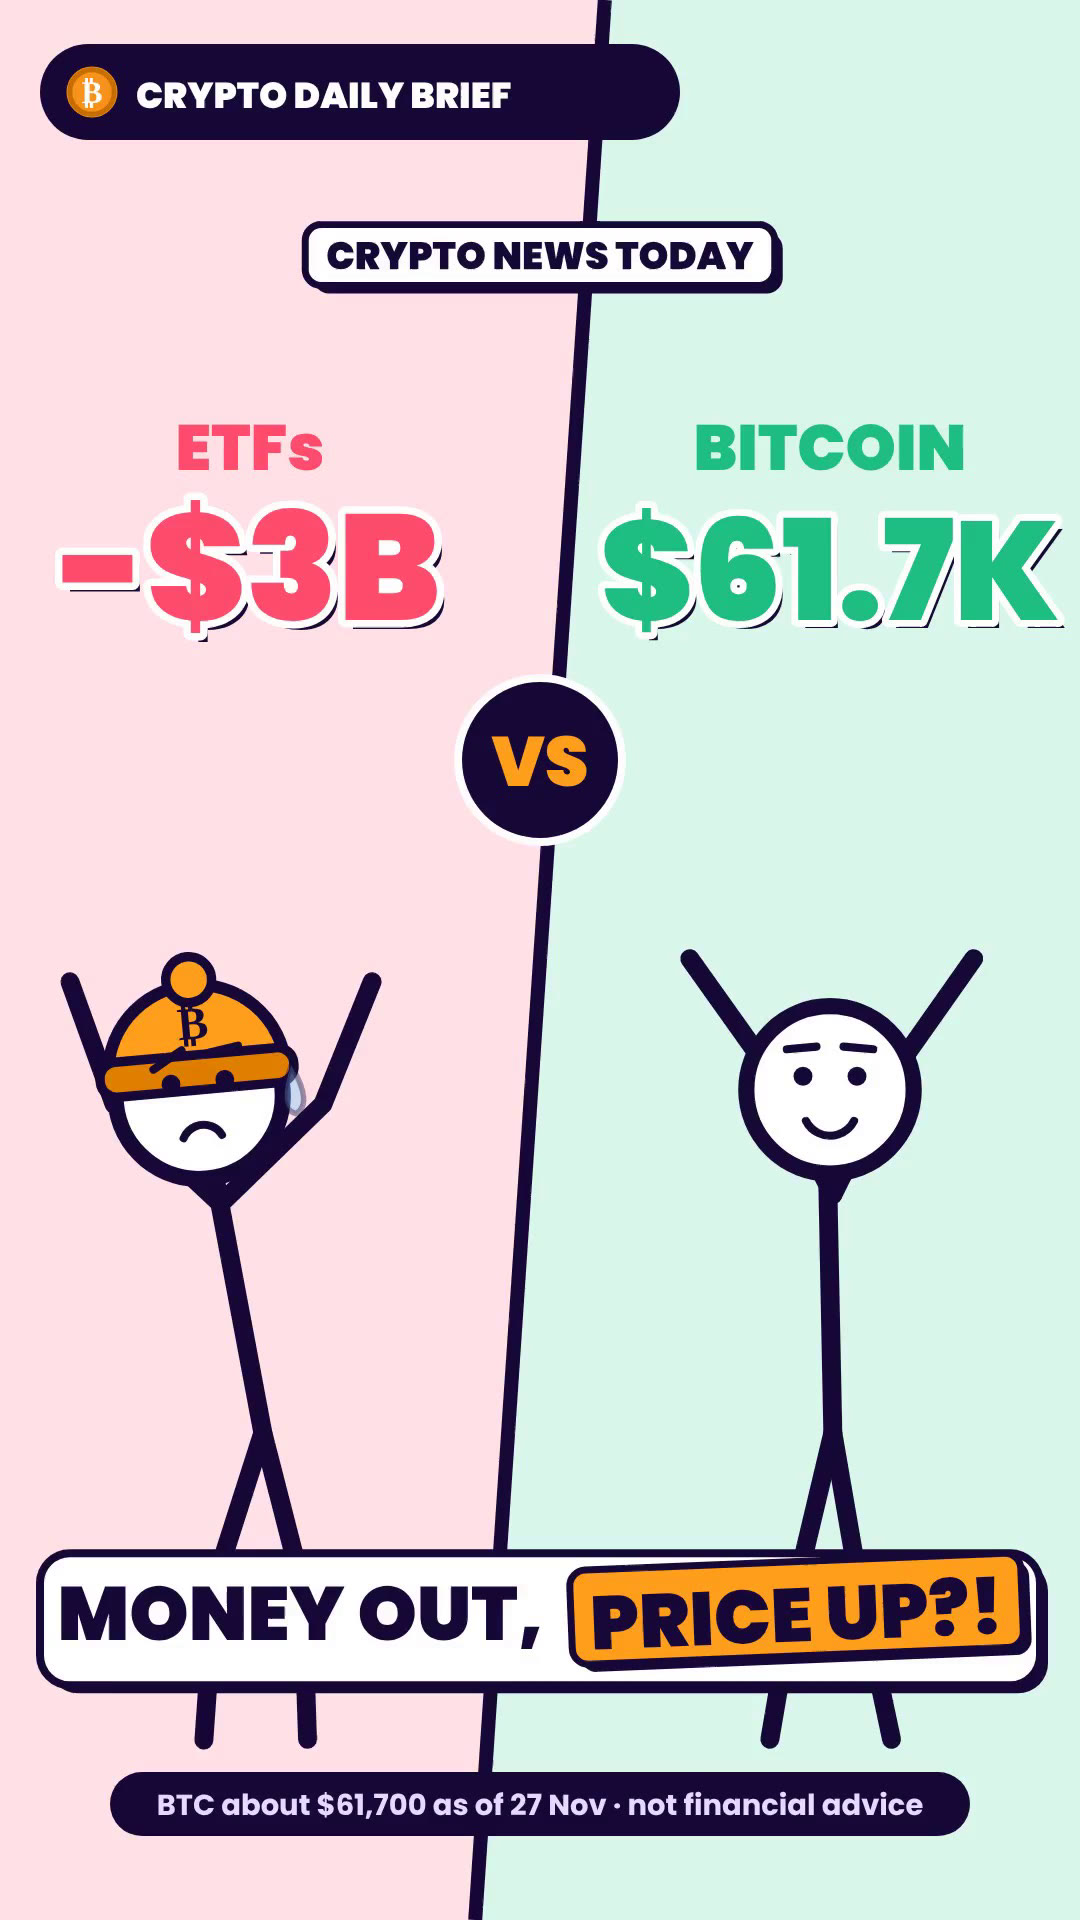 CRYPTO DAILY BRIEF
CRYPTO NEWS TODAY
ETFs
-$3B
BITCOIN
$61.7K
VS
MONEY OUT, PRICE UP?!
BTC about $61,700 as of 27 Nov · not financial advice